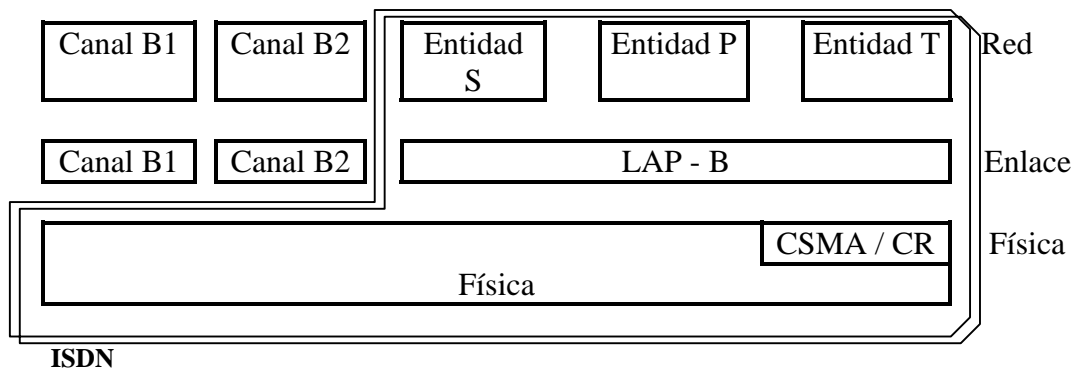 Canal B1 Canal B2 Entidad S Entidad P Entidad T Red
Canal B1 Canal B2 LAP - B Enlace
CSMA / CR Física
Física
ISDN